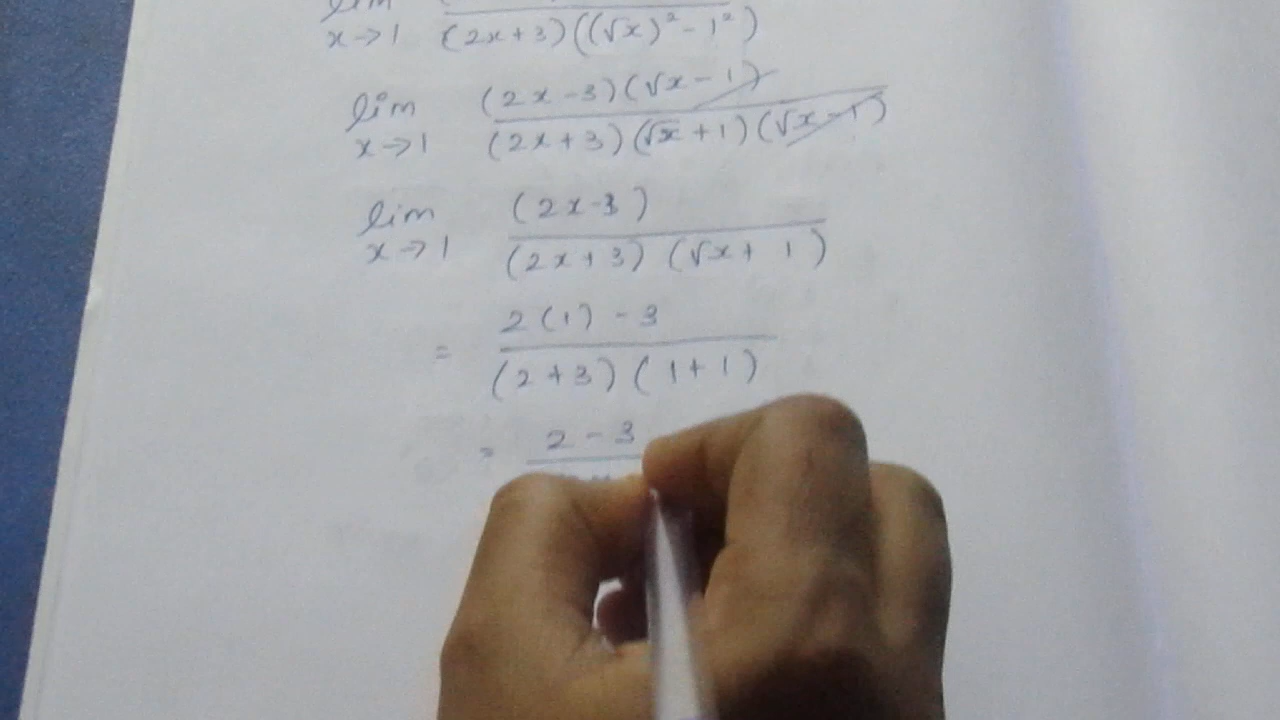 lim
x→1 (2x+3)((√x)²-1²)
lim (2x-3)(√x-1)
x→1 (2x+3)(√x+1)(√x-1)
lim (2x-3)
x→1 (2x+3)(√x+1)
2(1)-3
=
(2+3)(1+1)
= 2-3